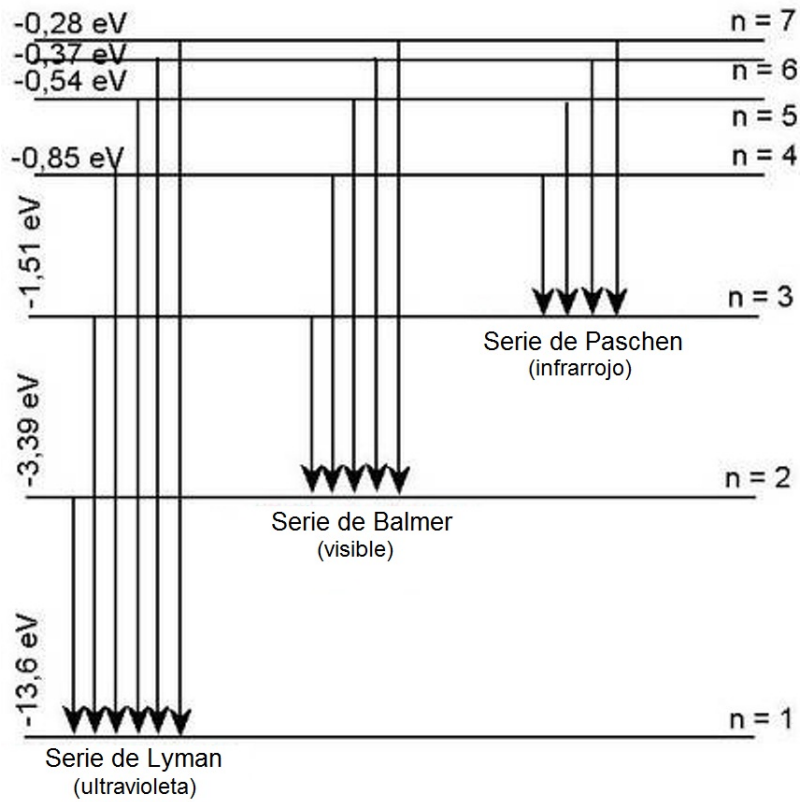 -0,28 eV
n = 7
-0,37 eV
n = 6
-0,54 eV
n = 5
-0,85 eV
n = 4
-1,51 eV
n = 3
Serie de Paschen
(infrarrojo)
-3,39 eV
n = 2
Serie de Balmer
(visible)
-13,6 eV
n = 1
Serie de Lyman
(ultravioleta)